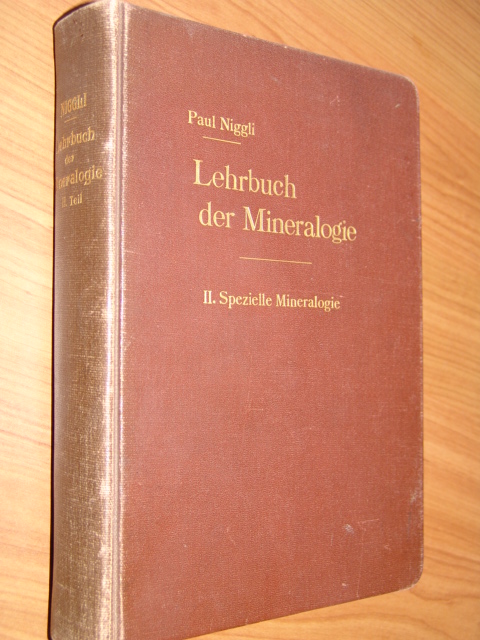 Paul Niggli
Lehrbuch
der Mineralogie
II. Spezielle Mineralogie
NIGGLI
Lehrbuch
der
Mineralogie
II. Teil